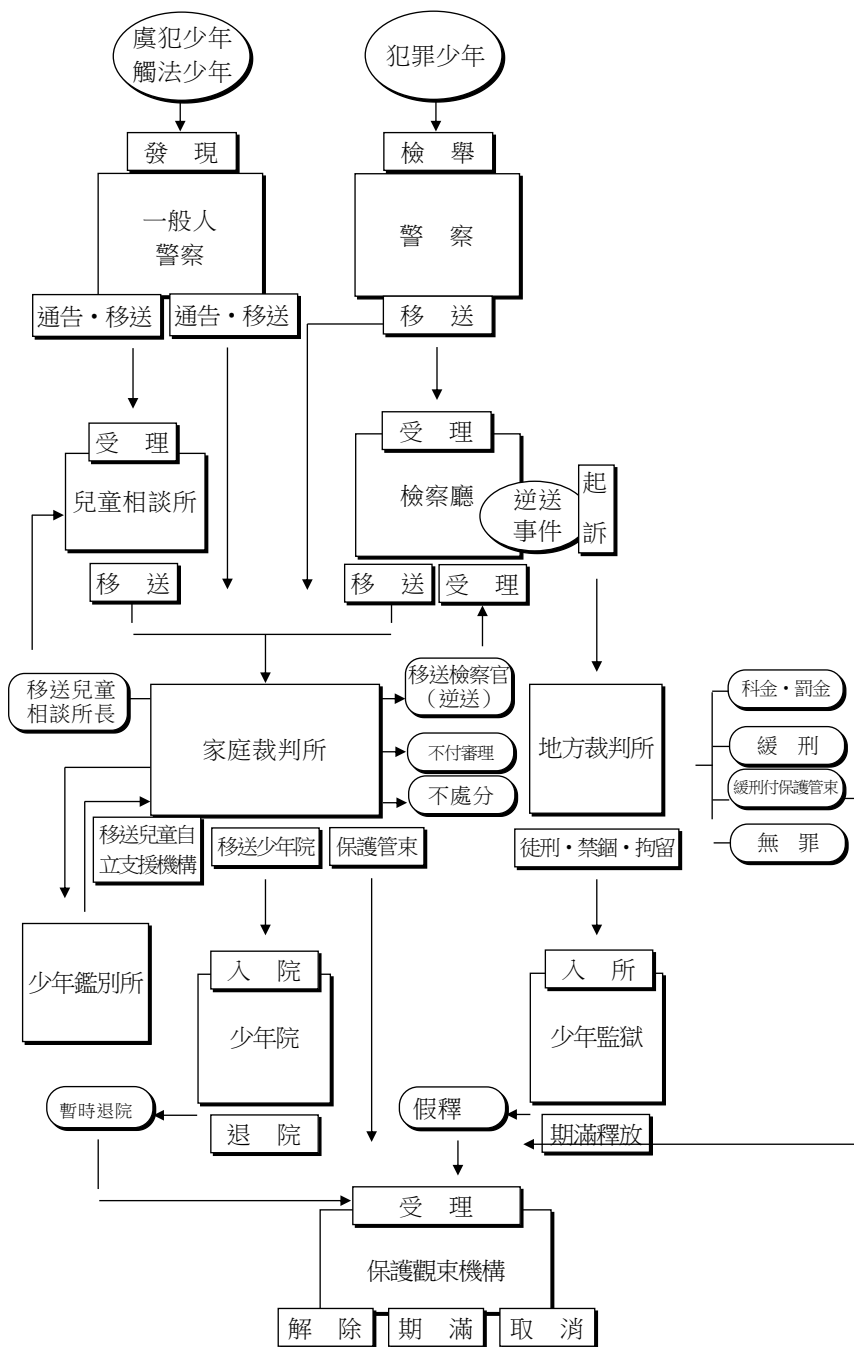 虞犯少年
觸法少年
犯罪少年
發 現
檢 舉
一般人
警察
警 察
通告・移送
通告・移送
移 送
受 理
受 理
兒童相談所
檢察廳
逆送
事件
起
訴
移 送
移 送
受 理
移送兒童
相談所長
家庭裁判所
移送檢察官
(逆送)
不付審理
不處分
地方裁判所
科金・罰金
緩 刑
緩刑付保護管束
無 罪
移送兒童自
立支援機構
移送少年院
保護管束
徒刑・禁錮・拘留
少年鑑別所
入 院
少年院
入 所
少年監獄
暫時退院
退 院
假釋
期滿釋放
受 理
保護觀束機構
解 除
期 滿
取 消